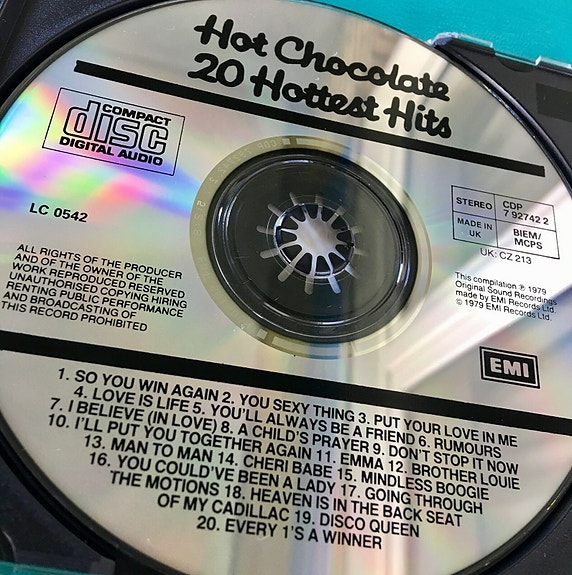 Hot Chocolate
20 Hottest Hits
COMPACT
disc
DIGITAL AUDIO
LC 0542
STEREO
CDP
7 92742 2
MADE IN
UK
BIEM/
MCPS
UK: CZ 213
ALL RIGHTS OF THE PRODUCER
AND OF THE OWNER OF THE
WORK REPRODUCED RESERVED
UNAUTHORISED COPYING HIRING
RENTING PUBLIC PERFORMANCE
AND BROADCASTING OF
THIS RECORD PROHIBITED
This compilation ℗ 1979
Original Sound Recordings
made by EMI Records Ltd.
© 1979 EMI Records Ltd.
EMI
1. SO YOU WIN AGAIN 2. YOU SEXY THING 3. PUT YOUR LOVE IN ME
4. LOVE IS LIFE 5. YOU'LL ALWAYS BE A FRIEND 6. RUMOURS
7. I BELIEVE (IN LOVE) 8. A CHILD'S PRAYER 9. DON'T STOP IT NOW
10. I'LL PUT YOU TOGETHER AGAIN 11. EMMA 12. BROTHER LOUIE
13. MAN TO MAN 14. CHERI BABE 15. MINDLESS BOOGIE
16. YOU COULD'VE BEEN A LADY 17. GOING THROUGH
THE MOTIONS 18. HEAVEN IS IN THE BACK SEAT
OF MY CADILLAC 19. DISCO QUEEN
20. EVERY 1'S A WINNER